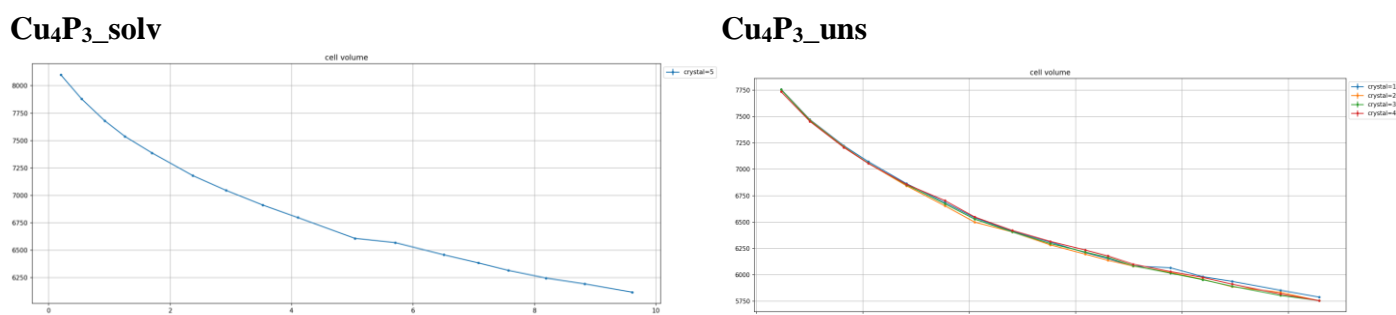 Cu₄P₃_solv
Cu₄P₃_uns
cell volume
crystal=5
8000
7750
7500
7250
7000
6750
6500
6250
0
2
4
6
8
10
cell volume
crystal=1
crystal=2
crystal=3
crystal=4
7750
7500
7250
7000
6750
6500
6250
6000
5750